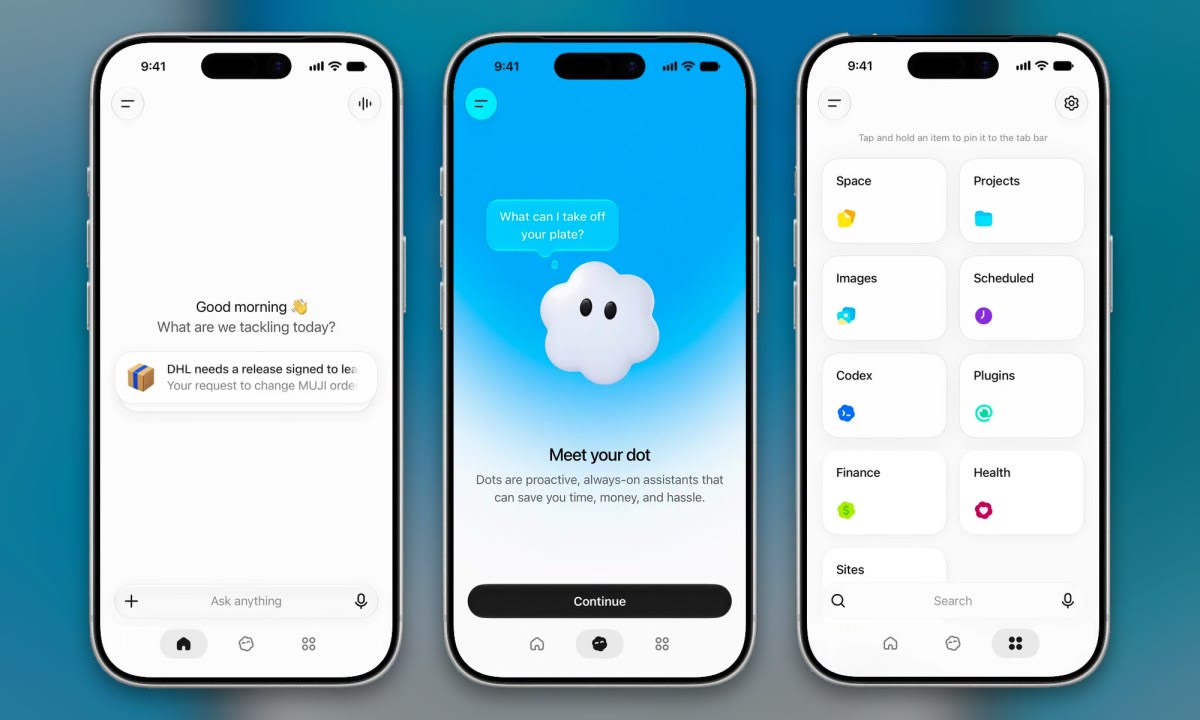 9:41
Good morning 👋
What are we tackling today?
DHL needs a release signed to lea
Your request to change MUJI orde
Ask anything
9:41
What can I take off
your plate?
Meet your dot
Dots are proactive, always-on assistants that
can save you time, money, and hassle.
Continue
9:41
Tap and hold an item to pin it to the tab bar
Space
Projects
Images
Scheduled
Codex
Plugins
Finance
Health
Sites
Search